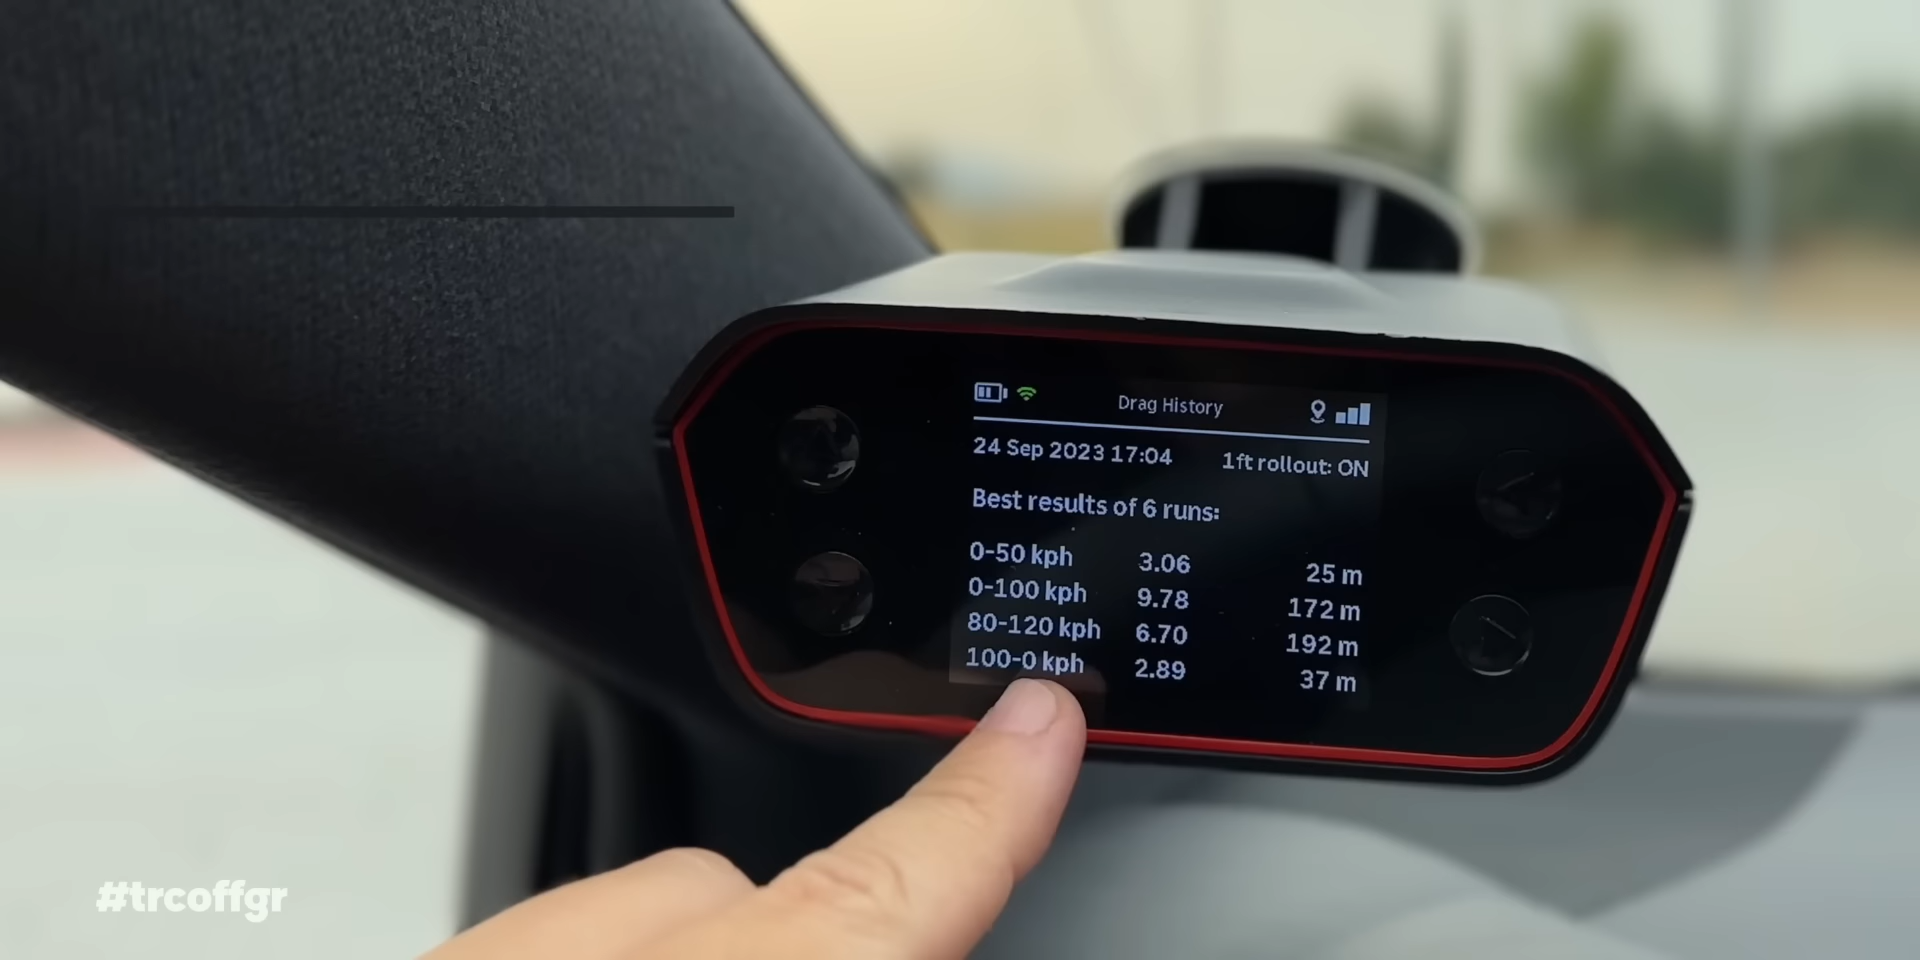 Drag History
24 Sep 2023 17:04 1ft rollout: ON
Best results of 6 runs:
0-50 kph 3.06 25 m
0-100 kph 9.78 172 m
80-120 kph 6.70 192 m
100-0 kph 2.89 37 m
#trcoffgr